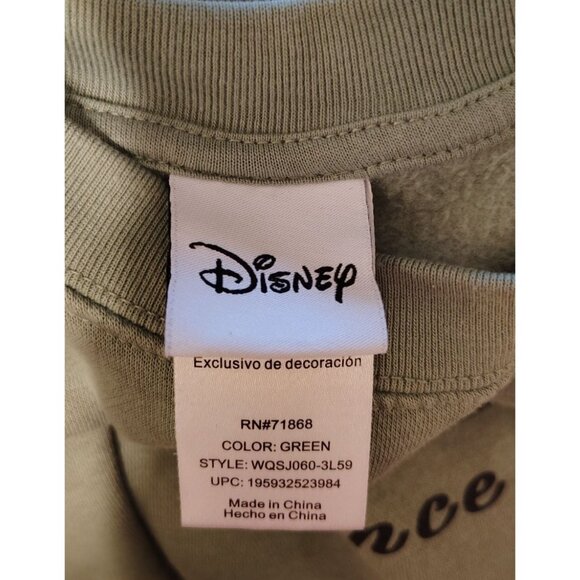 Disney
Exclusivo de decoración
RN#71868
COLOR: GREEN
STYLE: WQSJ060-3L59
UPC: 195932523984
Made in China
Hecho en China
nce